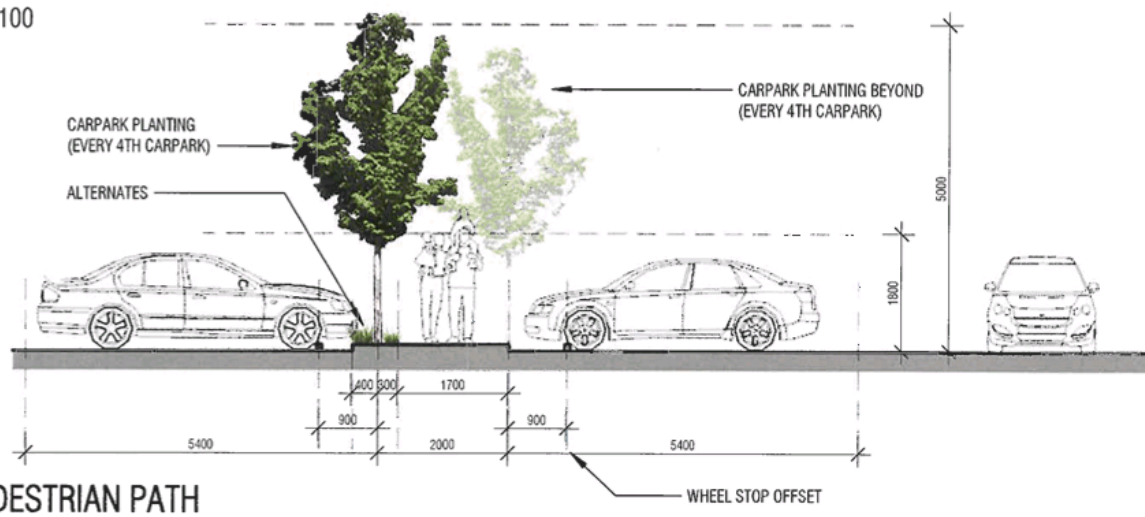 100
CARPARK PLANTING BEYOND
(EVERY 4TH CARPARK)
CARPARK PLANTING
(EVERY 4TH CARPARK)
ALTERNATES
5000
1800
400 300 1700
900 900
5400 2000 5400
WHEEL STOP OFFSET
DESTRIAN PATH